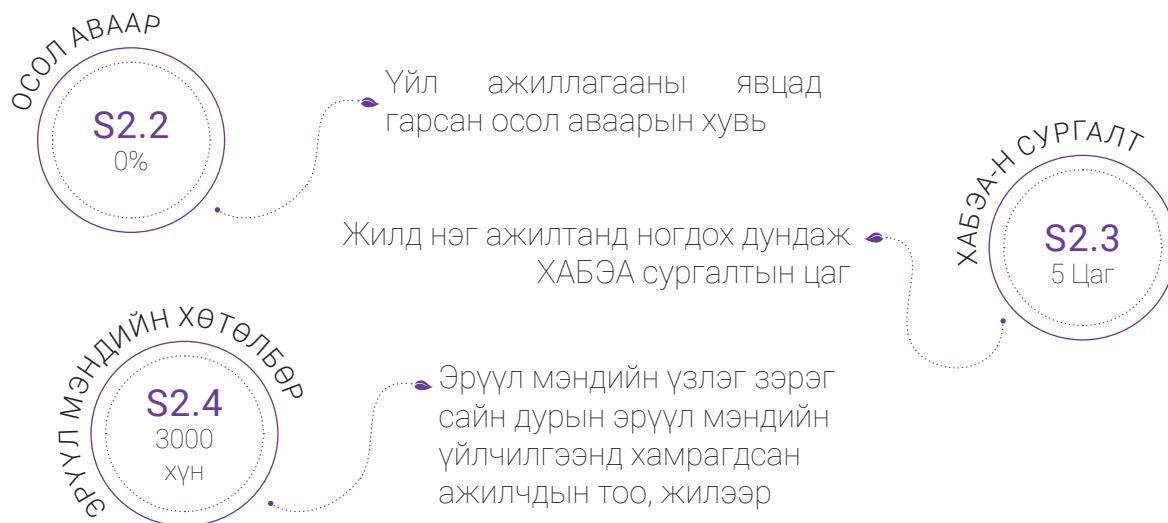 ОСОЛ АВААР
S2.2
0%
Үйл ажиллагааны явцад
гарсан осол аваарын хувь
ХАБЭА-Н СУРГАЛТ
S2.3
5 Цаг
Жилд нэг ажилтанд ногдох дундаж
ХАБЭА сургалтын цаг
ЭРҮҮЛ МЭНДИЙН ХӨТӨЛБӨР
S2.4
3000
хүн
Эрүүл мэндийн үзлэг зэрэг
сайн дурын эрүүл мэндийн
үйлчилгээнд хамрагдсан
ажилчдын тоо, жилээр